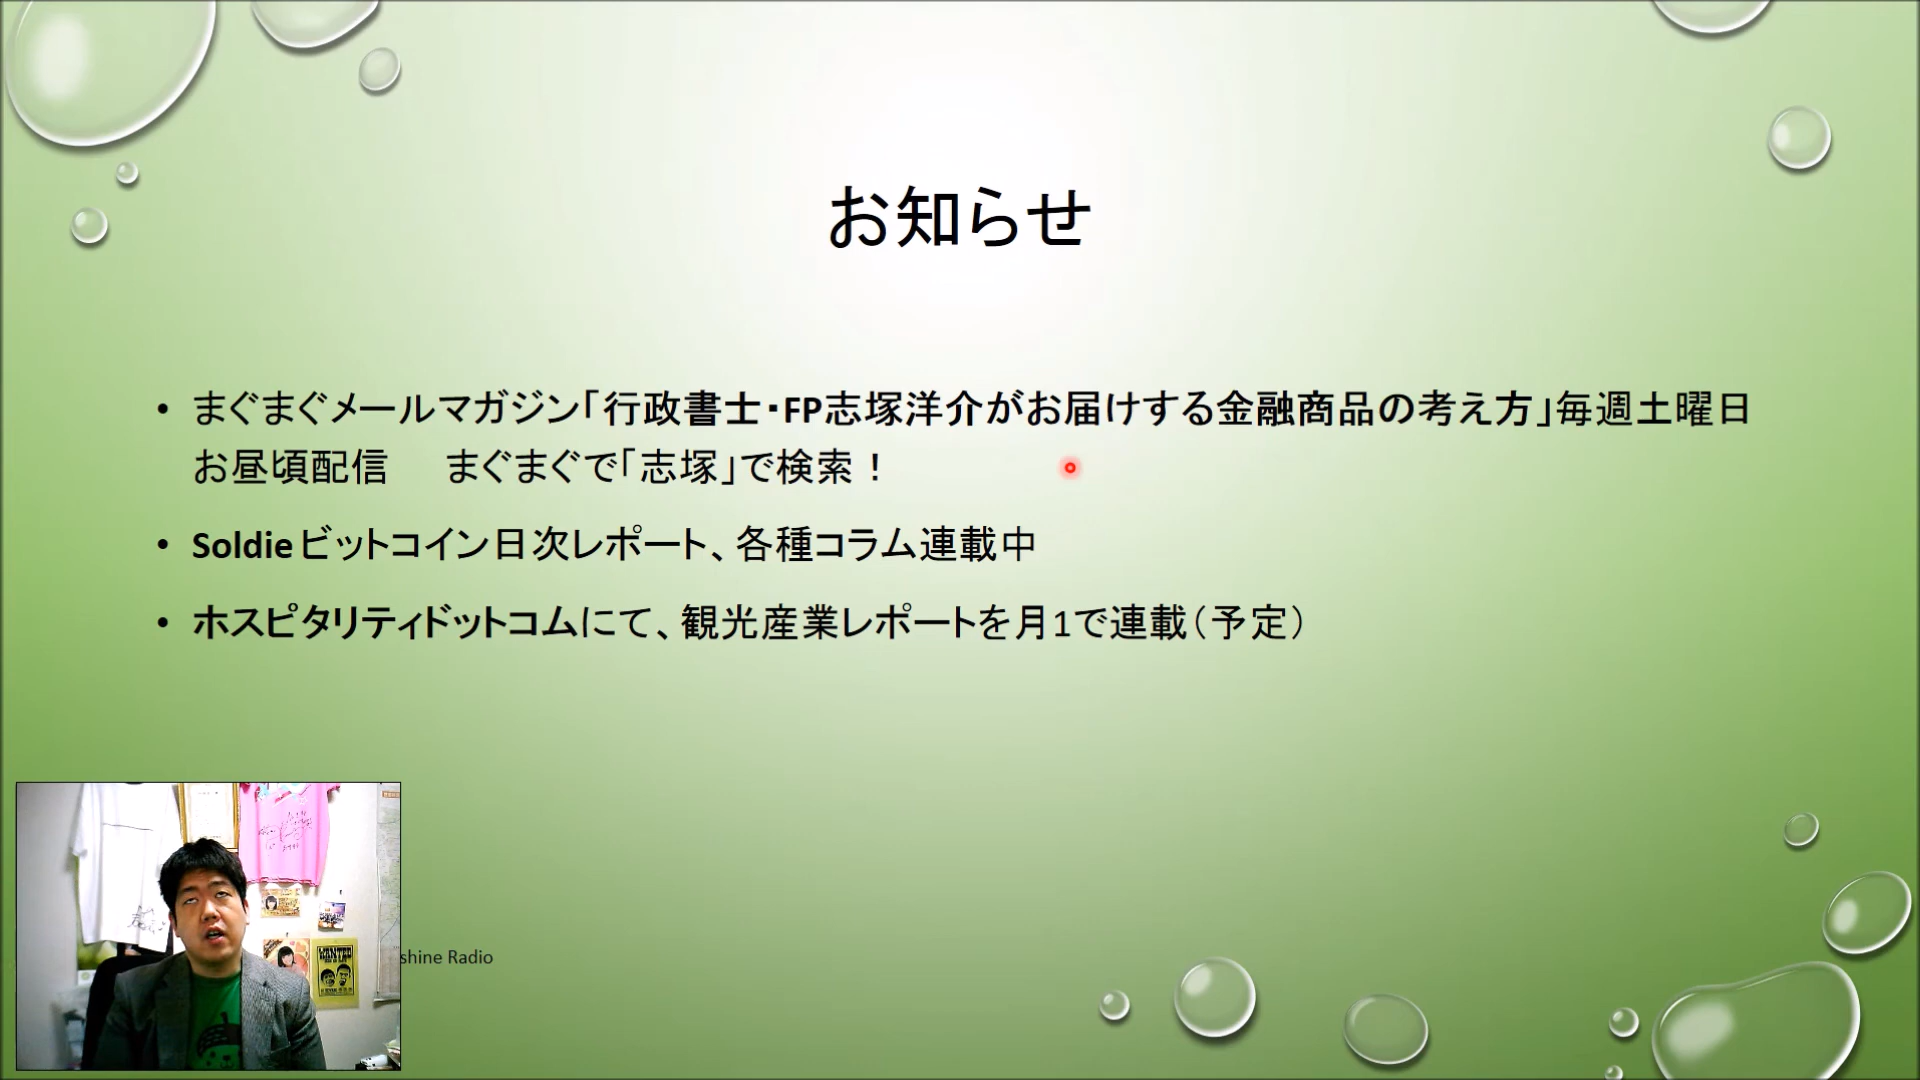 お知らせ
• まぐまぐメールマガジン「行政書士・FP志塚洋介がお届けする金融商品の考え方」毎週土曜日
お昼頃配信　まぐまぐで「志塚」で検索！
• Soldieビットコイン日次レポート、各種コラム連載中
• ホスピタリティドットコムにて、観光産業レポートを月1で連載（予定）
shine Radio
WANTED